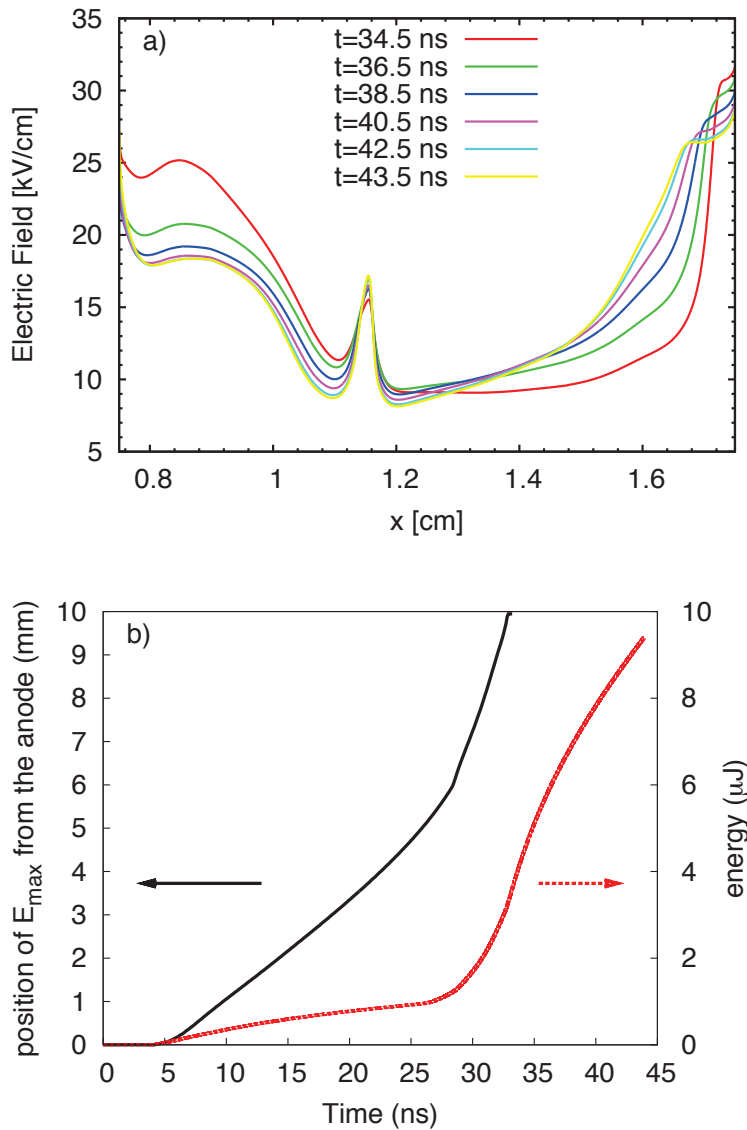 a)
t=34.5 ns
t=36.5 ns
t=38.5 ns
t=40.5 ns
t=42.5 ns
t=43.5 ns
35
30
25
20
15
10
5
Electric Field [kV/cm]
0.8 1 1.2 1.4 1.6
x [cm]
b)
10
9
8
7
6
5
4
3
2
1
0
position of Emax from the anode (mm)
10
8
6
4
2
0
energy (μJ)
0 5 10 15 20 25 30 35 40 45
Time (ns)